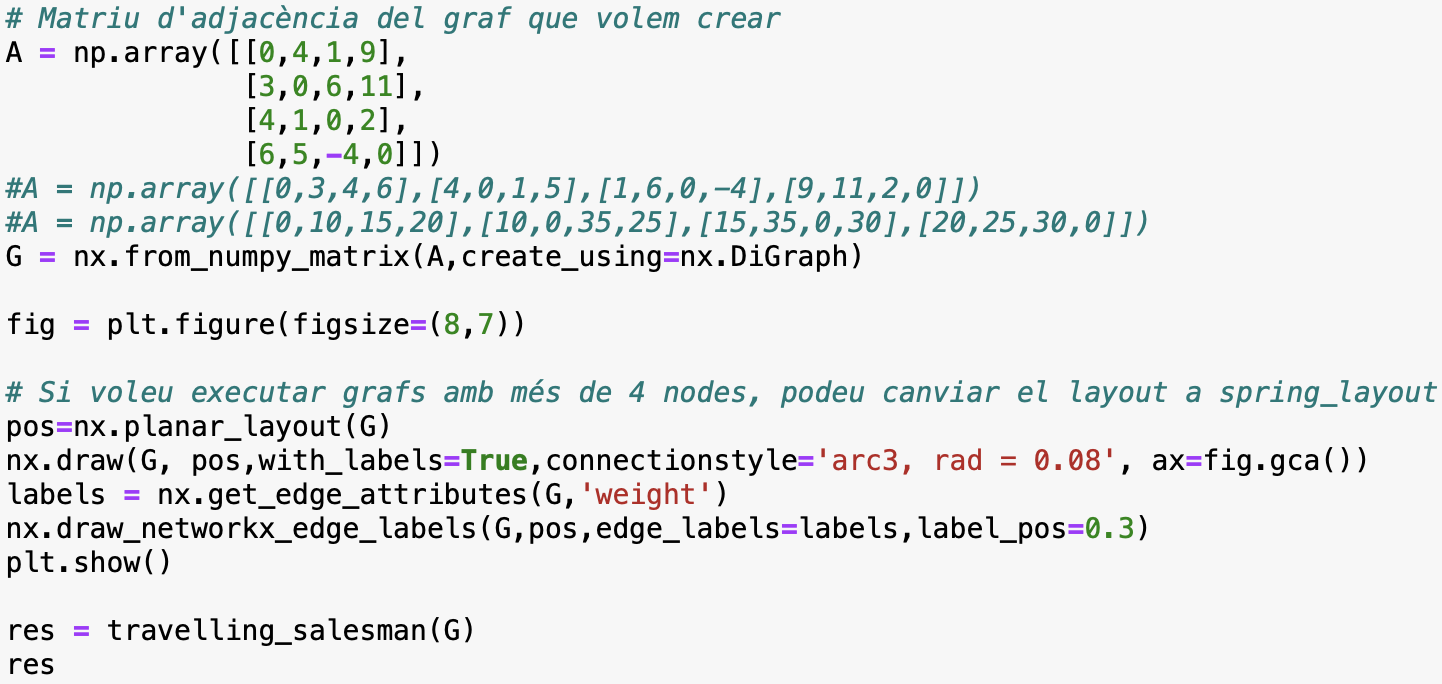 # Matriu d'adjacència del graf que volem crear
A = np.array([[0,4,1,9],
[3,0,6,11],
[4,1,0,2],
[6,5,-4,0]])
#A = np.array([[0,3,4,6],[4,0,1,5],[1,6,0,-4],[9,11,2,0]])
#A = np.array([[0,10,15,20],[10,0,35,25],[15,35,0,30],[20,25,30,0]])
G = nx.from_numpy_matrix(A,create_using=nx.DiGraph)
fig = plt.figure(figsize=(8,7))
# Si voleu executar grafs amb més de 4 nodes, podeu canviar el layout a spring_layout
pos=nx.planar_layout(G)
nx.draw(G, pos,with_labels=True,connectionstyle='arc3, rad = 0.08', ax=fig.gca())
labels = nx.get_edge_attributes(G,'weight')
nx.draw_networkx_edge_labels(G,pos,edge_labels=labels,label_pos=0.3)
plt.show()
res = travelling_salesman(G)
res